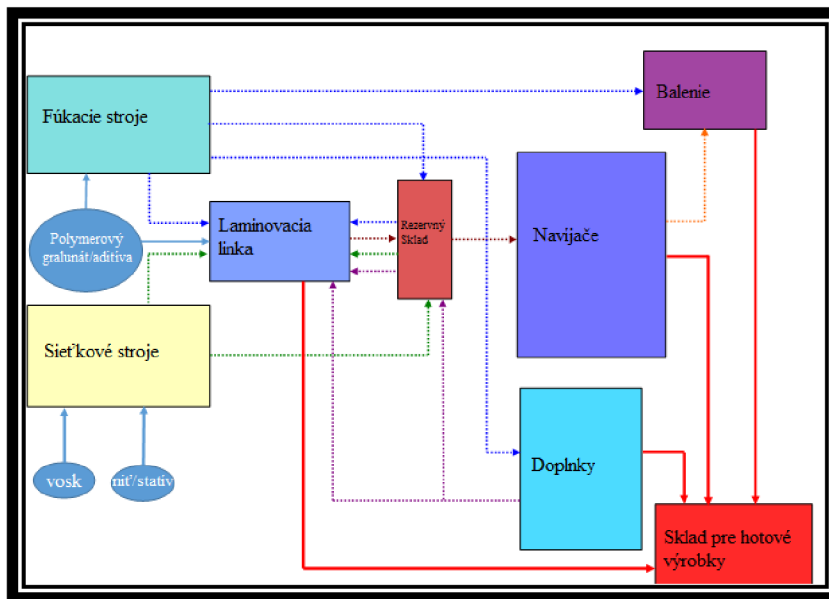 Fúkacie stroje
Balenie
Polymerový
gralunát/aditíva
Laminovacia
linka
Rezervný
Sklad
Navijače
Sieťkové stroje
vosk
niť/statív
Doplnky
Sklad pre hotové
výrobky